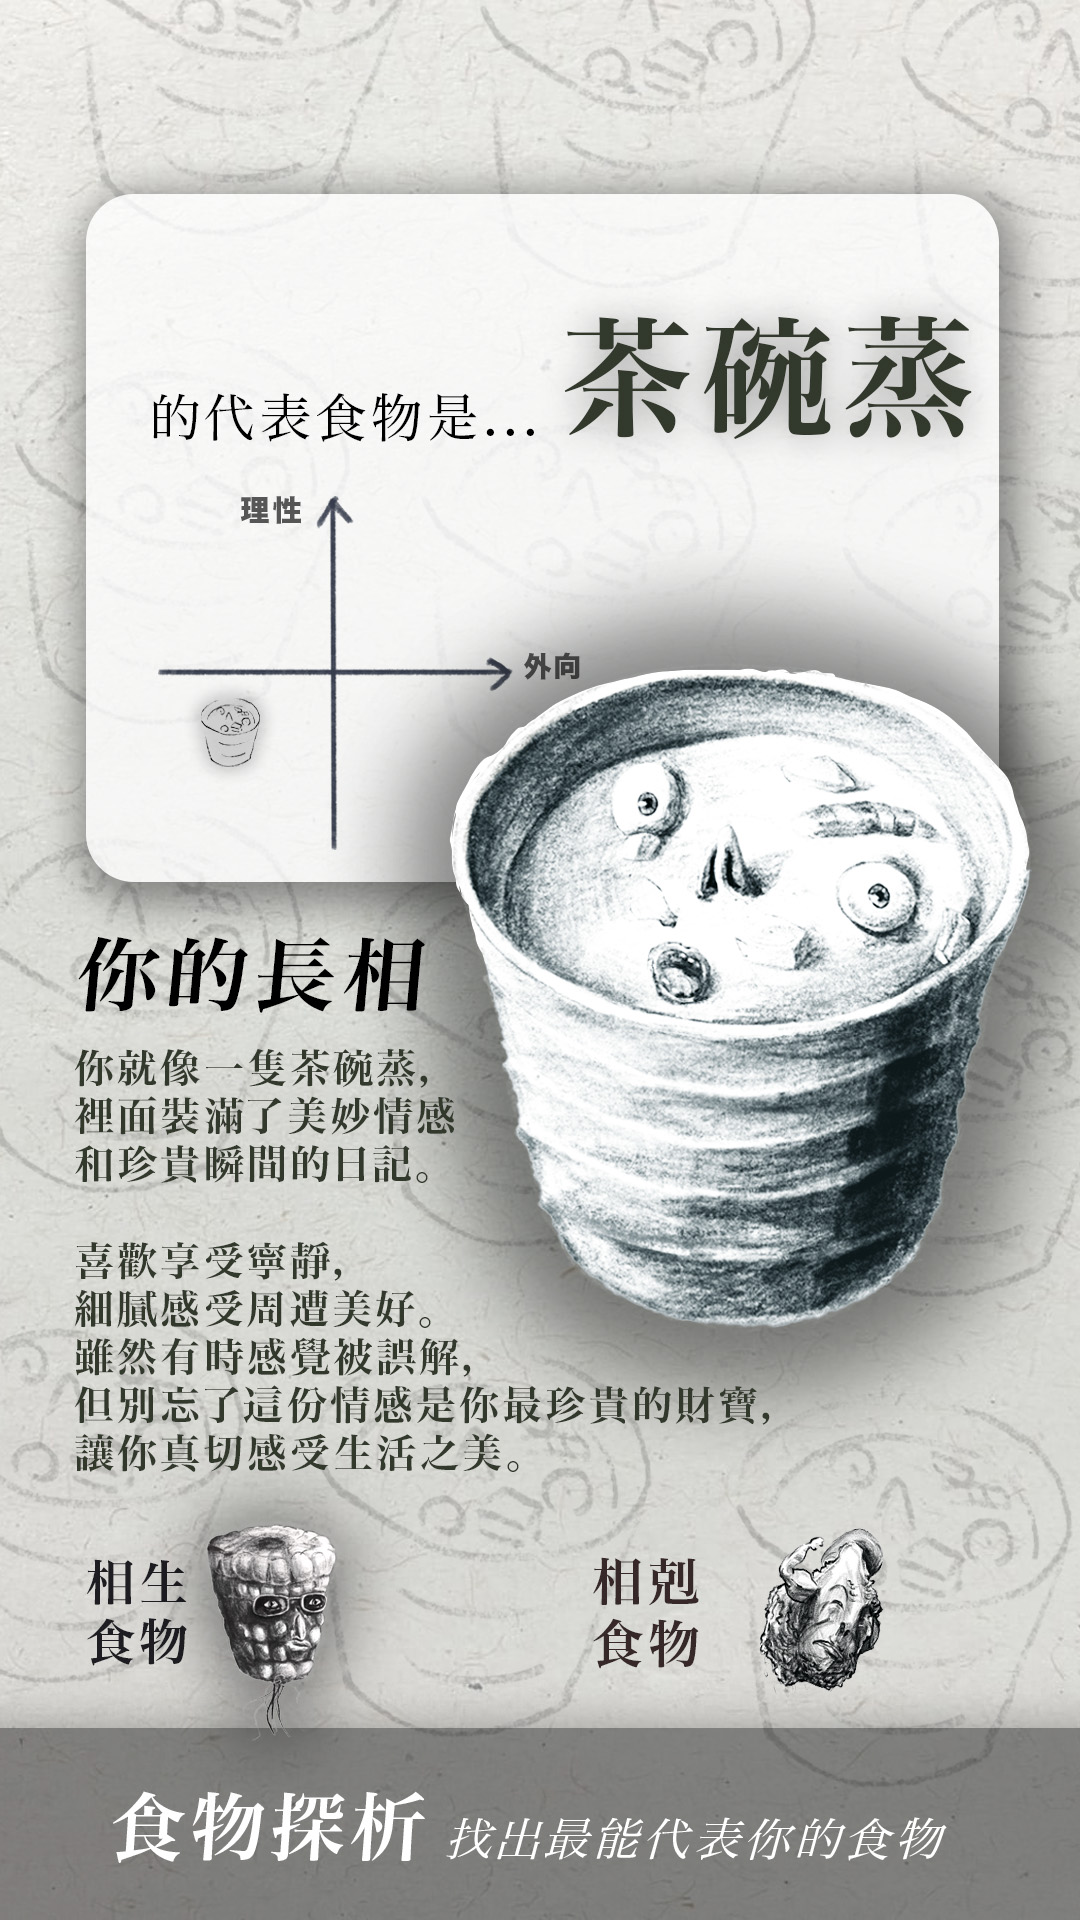 的代表食物是... 茶碗蒸
理性
外向
你的長相
你就像一隻茶碗蒸,
裡面裝滿了美妙情感
和珍貴瞬間的日記。
喜歡享受寧靜,
細膩感受周遭美好。
雖然有時感覺被誤解,
但別忘了這份情感是你最珍貴的財寶,
讓你真切感受生活之美。
相生
食物
相剋
食物
食物探析 找出最能代表你的食物